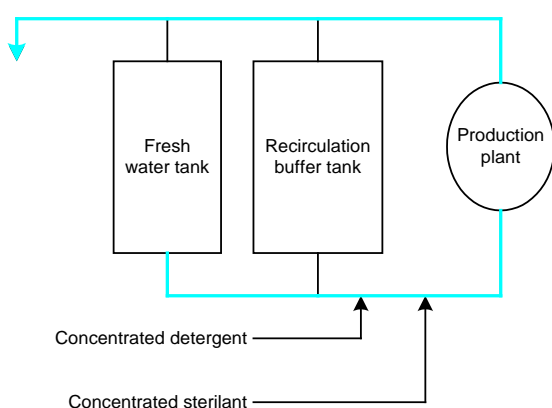 Fresh
water tank
Recirculation
buffer tank
Production
plant
Concentrated detergent
Concentrated sterilant